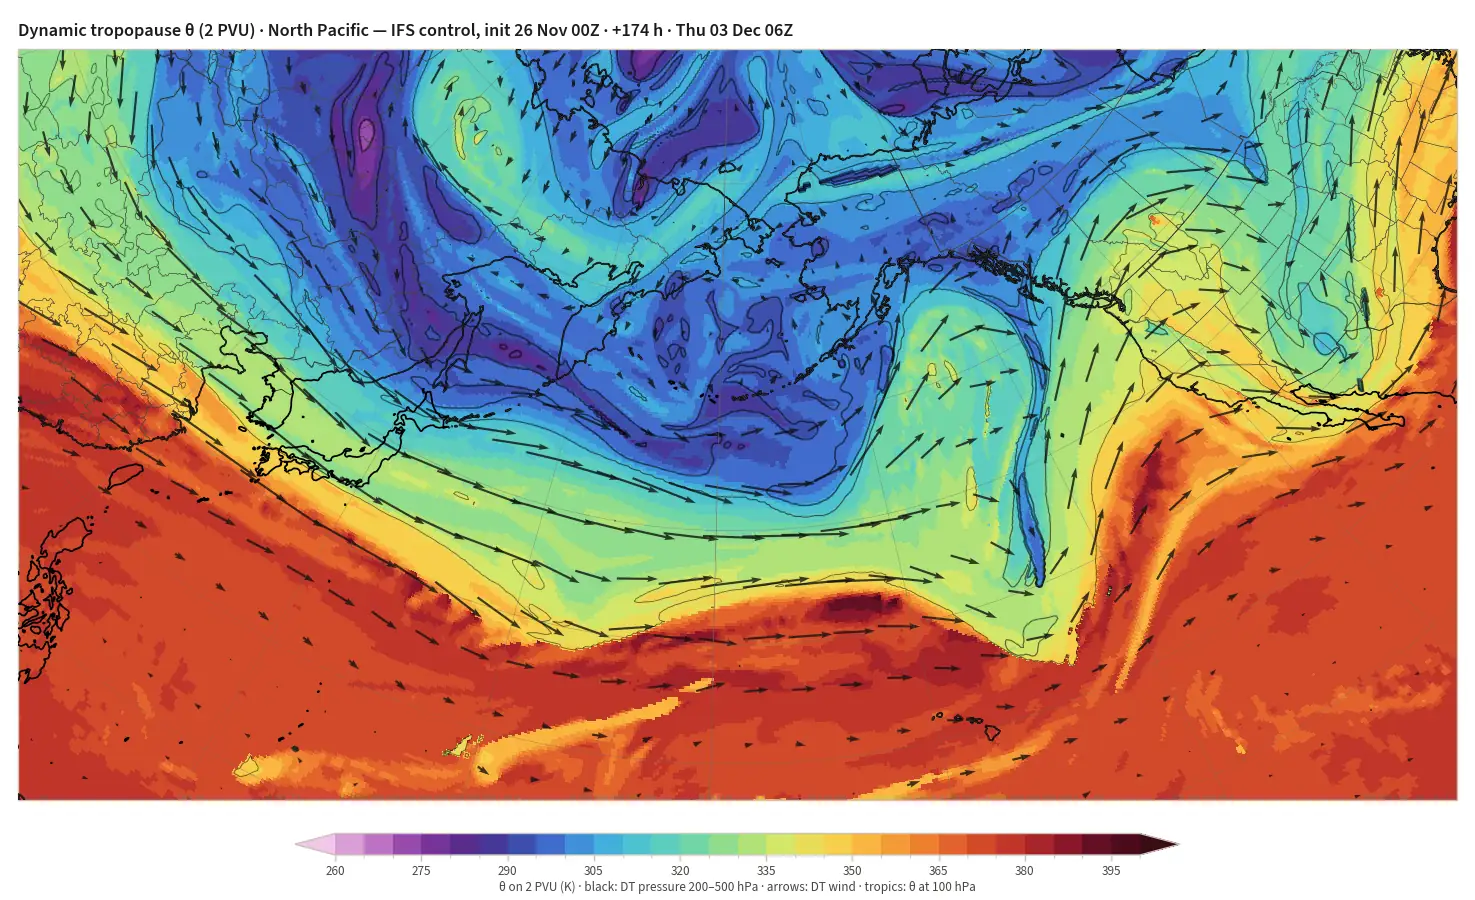 Dynamic tropopause θ (2 PVU) · North Pacific — IFS control, init 26 Nov 00Z · +174 h · Thu 03 Dec 06Z
260 275 290 305 320 335 350 365 380 395
θ on 2 PVU (K) · black: DT pressure 200–500 hPa · arrows: DT wind · tropics: θ at 100 hPa